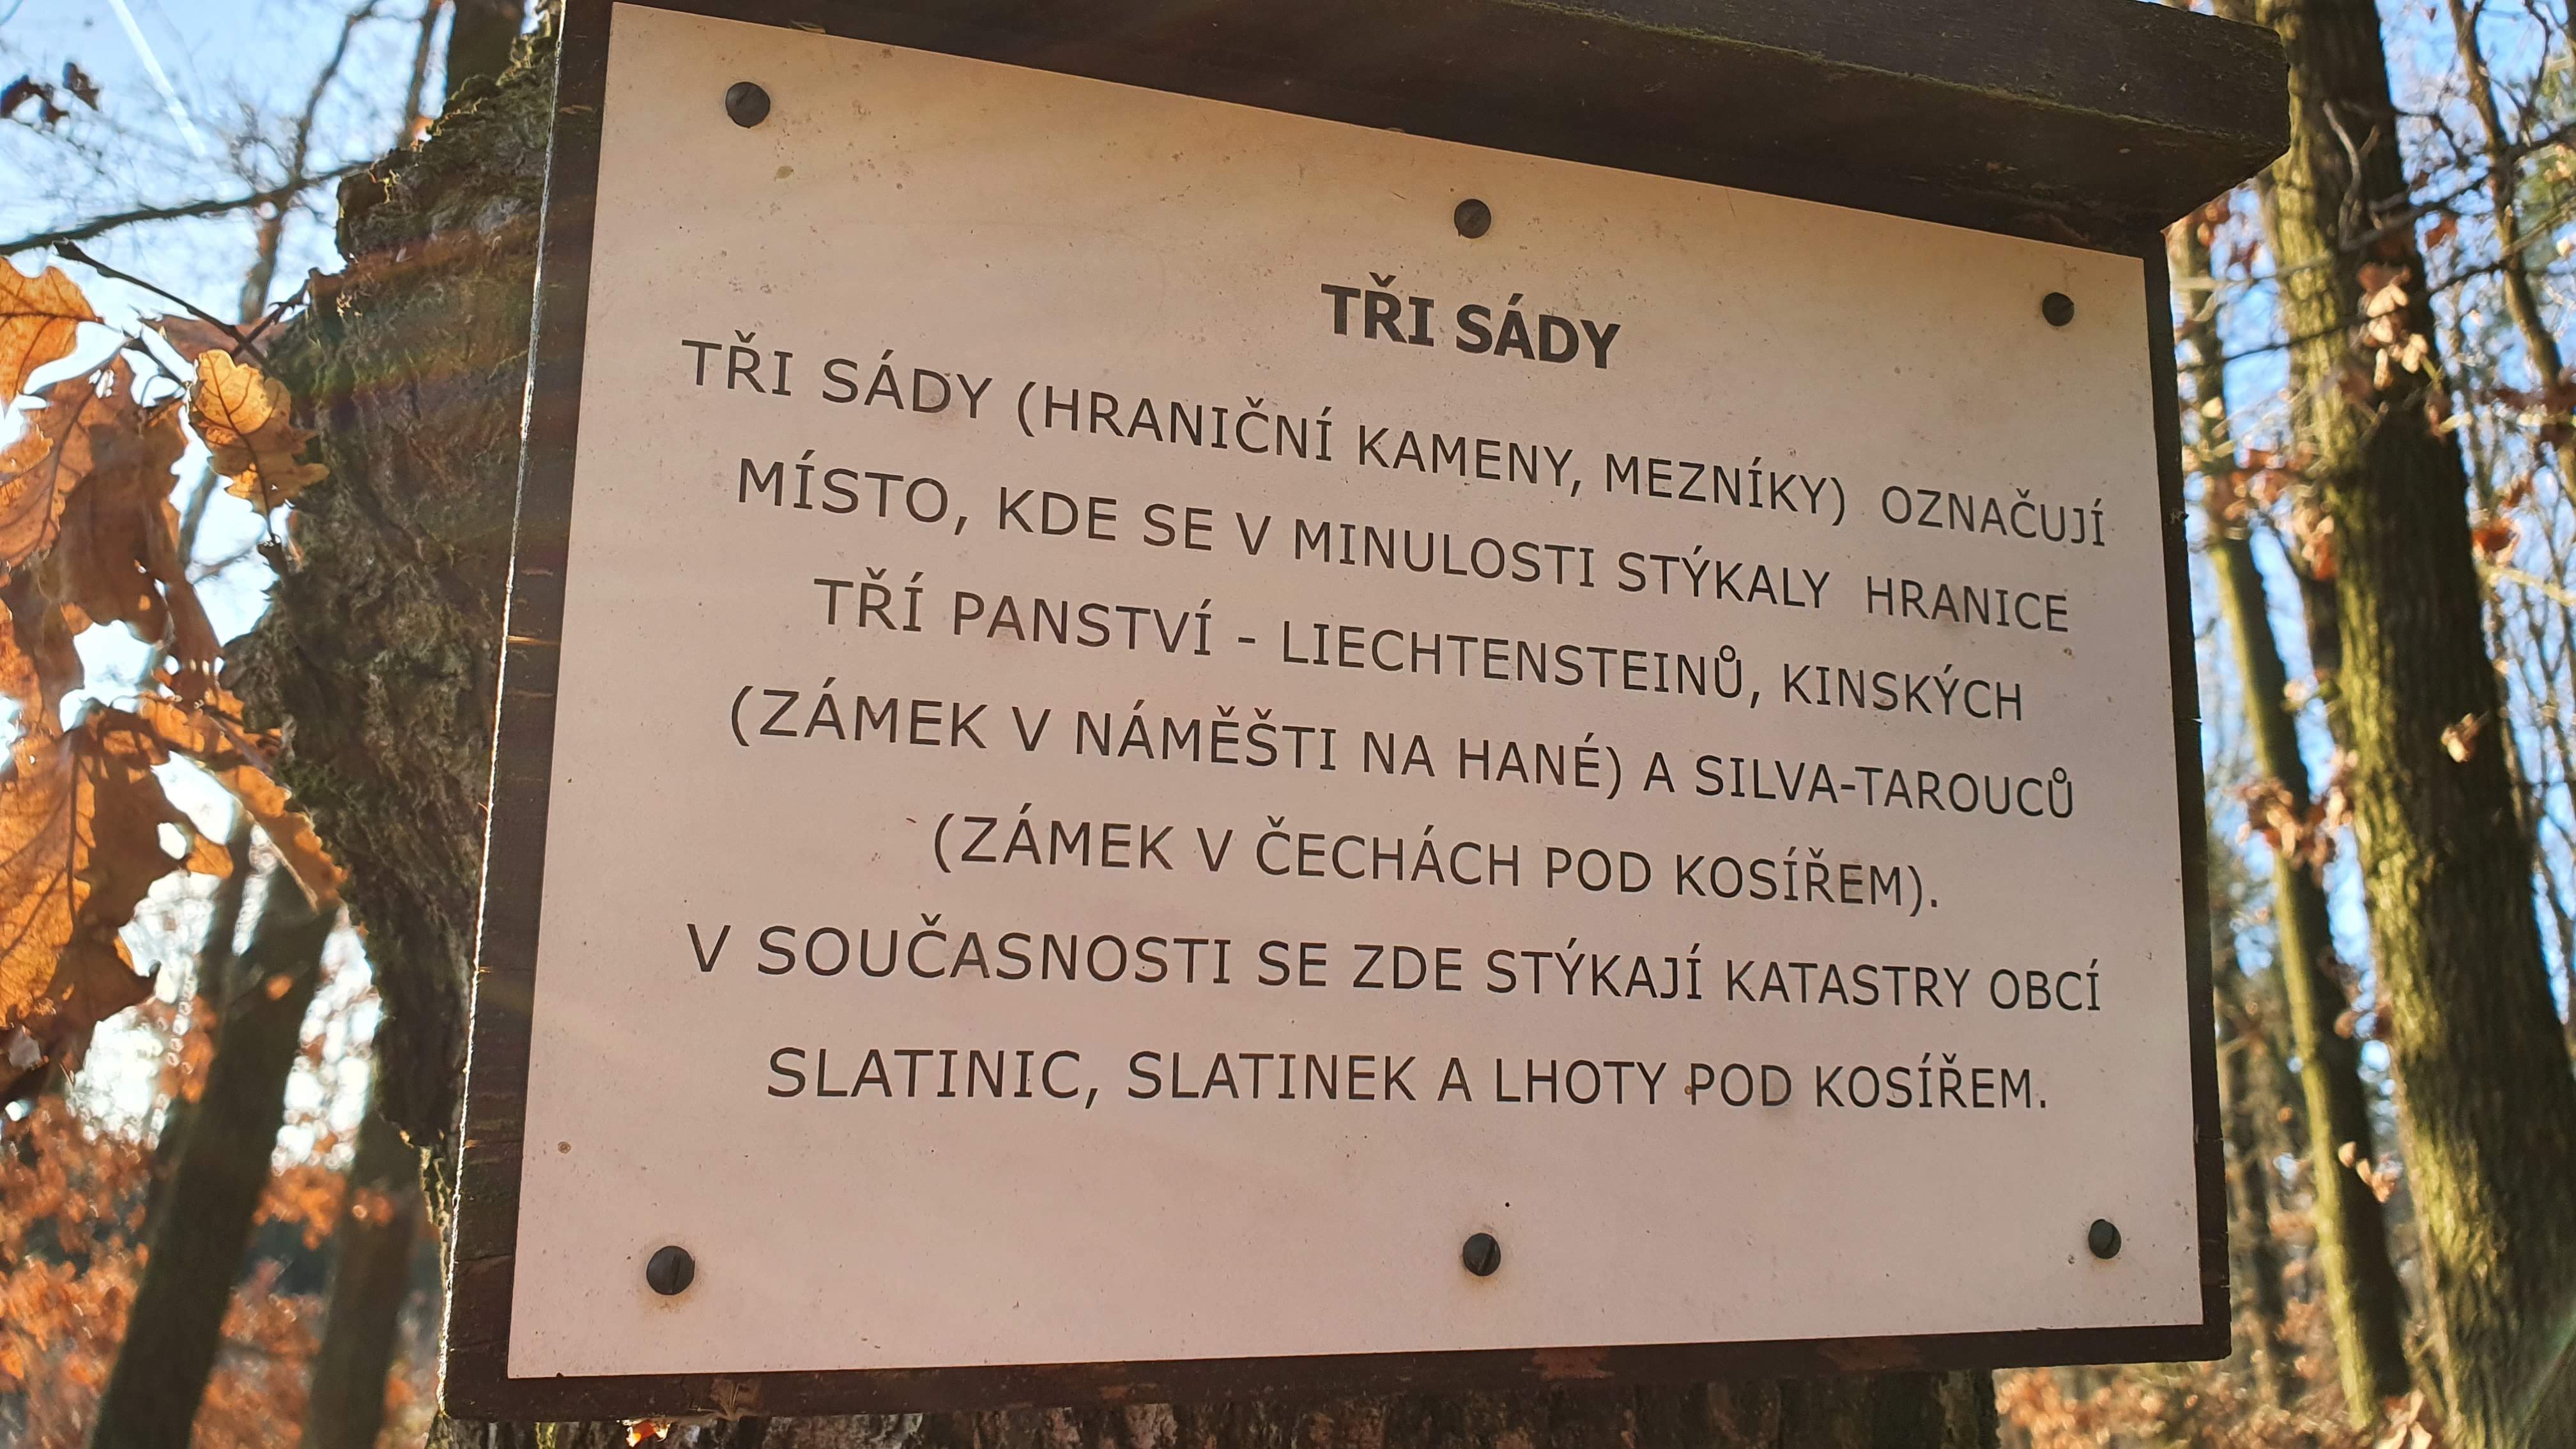 TŘI SÁDY
TŘI SÁDY (HRANIČNÍ KAMENY, MEZNÍKY) OZNAČUJÍ
MÍSTO, KDE SE V MINULOSTI STÝKALY HRANICE
TŘÍ PANSTVÍ - LIECHTENSTEINŮ, KINSKÝCH
(ZÁMEK V NÁMĚŠTI NA HANÉ) A SILVA-TAROUCŮ
(ZÁMEK V ČECHÁCH POD KOSÍŘEM).
V SOUČASNOSTI SE ZDE STÝKAJÍ KATASTRY OBCÍ
SLATINIC, SLATINEK A LHOTY POD KOSÍŘEM.